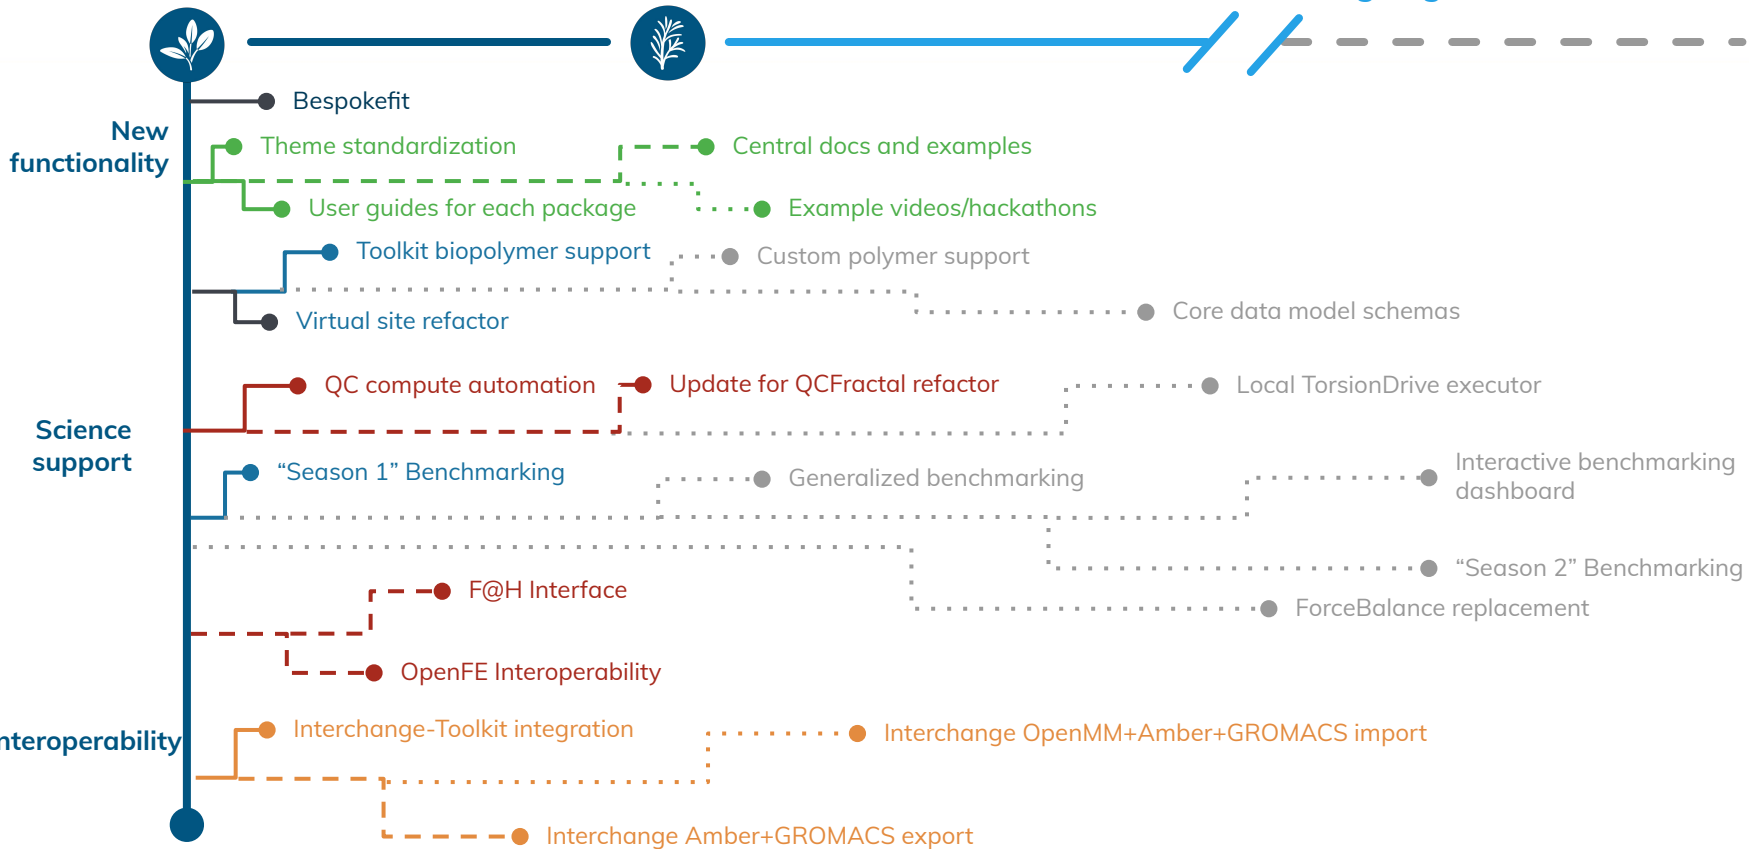 Bespokefit
New
functionality
Theme standardization
Central docs and examples
User guides for each package
Example videos/hackathons
Toolkit biopolymer support
Custom polymer support
Core data model schemas
Virtual site refactor
Science
support
QC compute automation
Update for QCFractal refactor
Local TorsionDrive executor
“Season 1” Benchmarking
Generalized benchmarking
Interactive benchmarking
dashboard
“Season 2” Benchmarking
F@H Interface
ForceBalance replacement
OpenFE Interoperability
nteroperability
Interchange-Toolkit integration
Interchange OpenMM+Amber+GROMACS import
Interchange Amber+GROMACS export